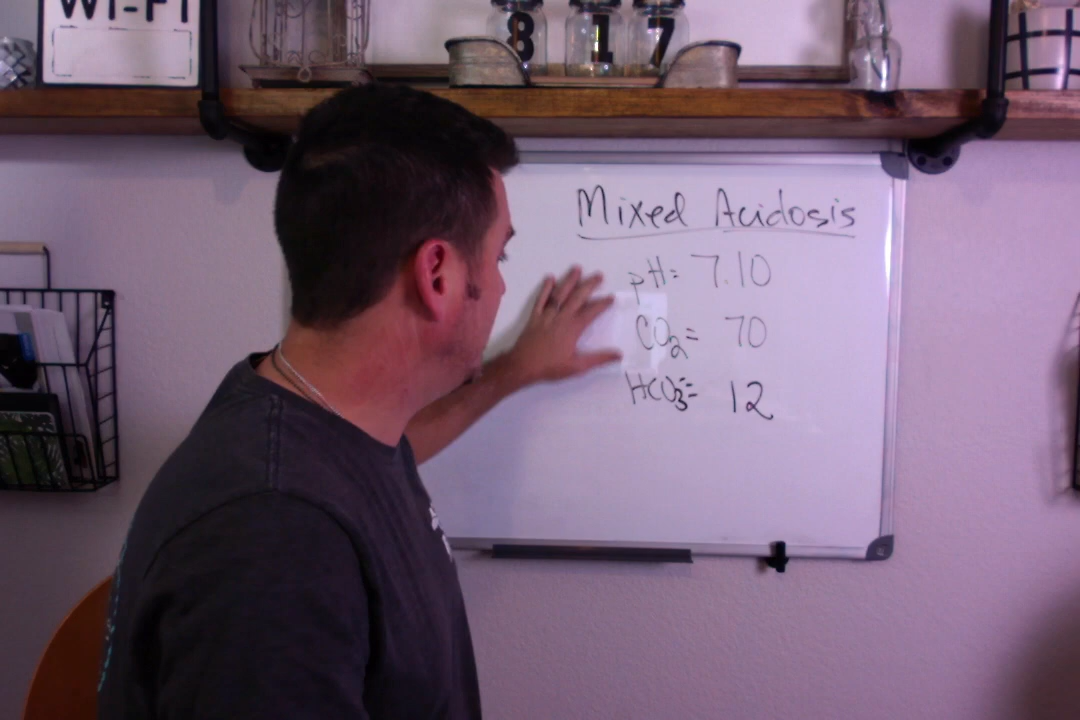 WI-FI
8 1 7
Mixed Acidosis
pH= 7.10
CO2= 70
HCO3-= 12